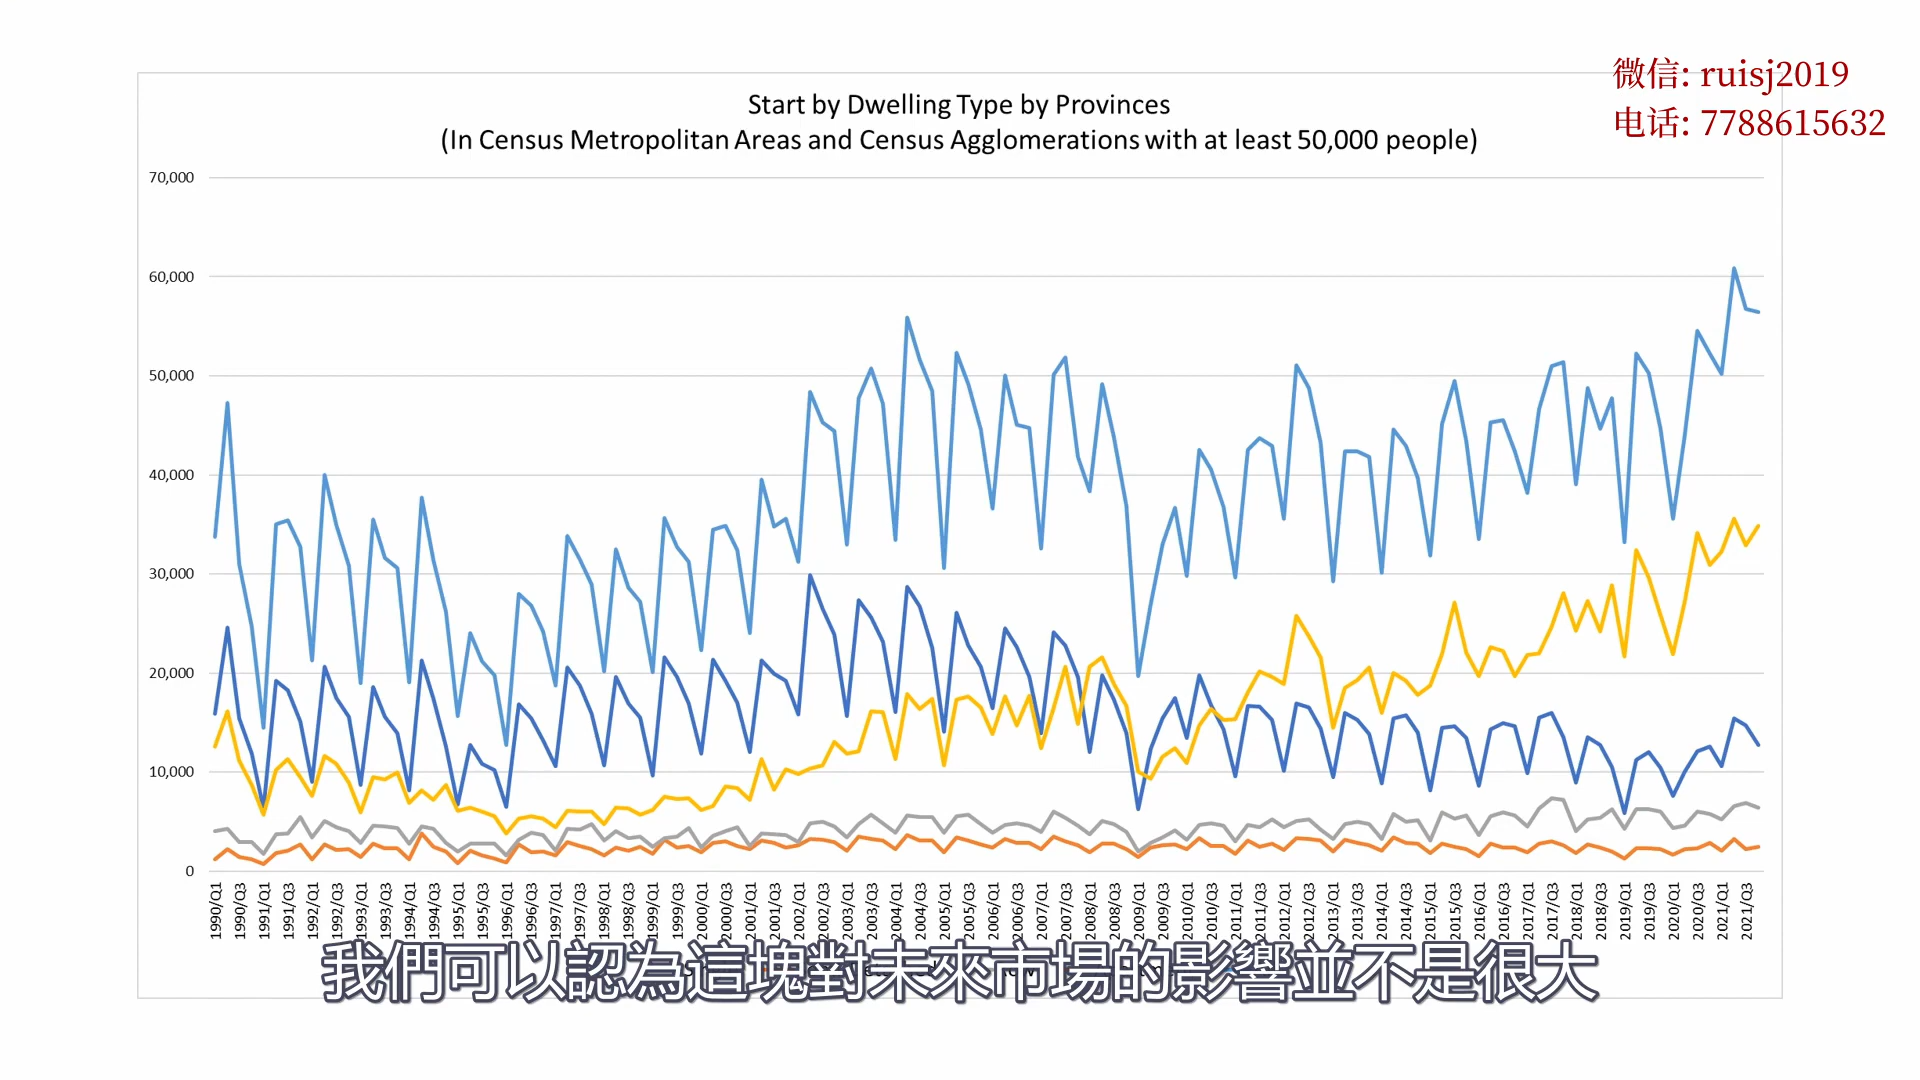 微信: ruisj2019
电话: 7788615632
Start by Dwelling Type by Provinces
(In Census Metropolitan Areas and Census Agglomerations with at least 50,000 people)
70,000
60,000
50,000
40,000
30,000
20,000
10,000
0
1990/Q1 1990/Q3 1991/Q1 1991/Q3 1992/Q1 1992/Q3 1993/Q1 1993/Q3 1994/Q1 1994/Q3 1995/Q1 1995/Q3 1996/Q1 1996/Q3 1997/Q1 1997/Q3 1998/Q1 1998/Q3 1999/Q1 1999/Q3 2000/Q1 2000/Q3 2001/Q1 2001/Q3 2002/Q1 2002/Q3 2003/Q1 2003/Q3 2004/Q1 2004/Q3 2005/Q1 2005/Q3 2006/Q1 2006/Q3 2007/Q1 2007/Q3 2008/Q1 2008/Q3 2009/Q1 2009/Q3 2010/Q1 2010/Q3 2011/Q1 2011/Q3 2012/Q1 2012/Q3 2013/Q1 2013/Q3 2014/Q1 2014/Q3 2015/Q1 2015/Q3 2016/Q1 2016/Q3 2017/Q1 2017/Q3 2018/Q1 2018/Q3 2019/Q1 2019/Q3 2020/Q1 2020/Q3 2021/Q1 2021/Q3
我們可以認為這塊對未來市場的影響並不是很大